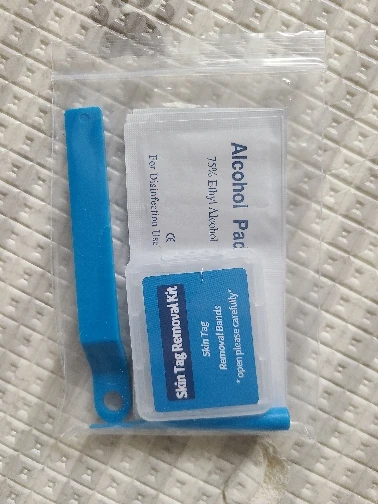 Alcohol Pad
75% Ethyl Alcohol
For Disinfection Use
CE
Skin Tag Removal Kit
Skin Tag
Removal Bands
*open please carefully*